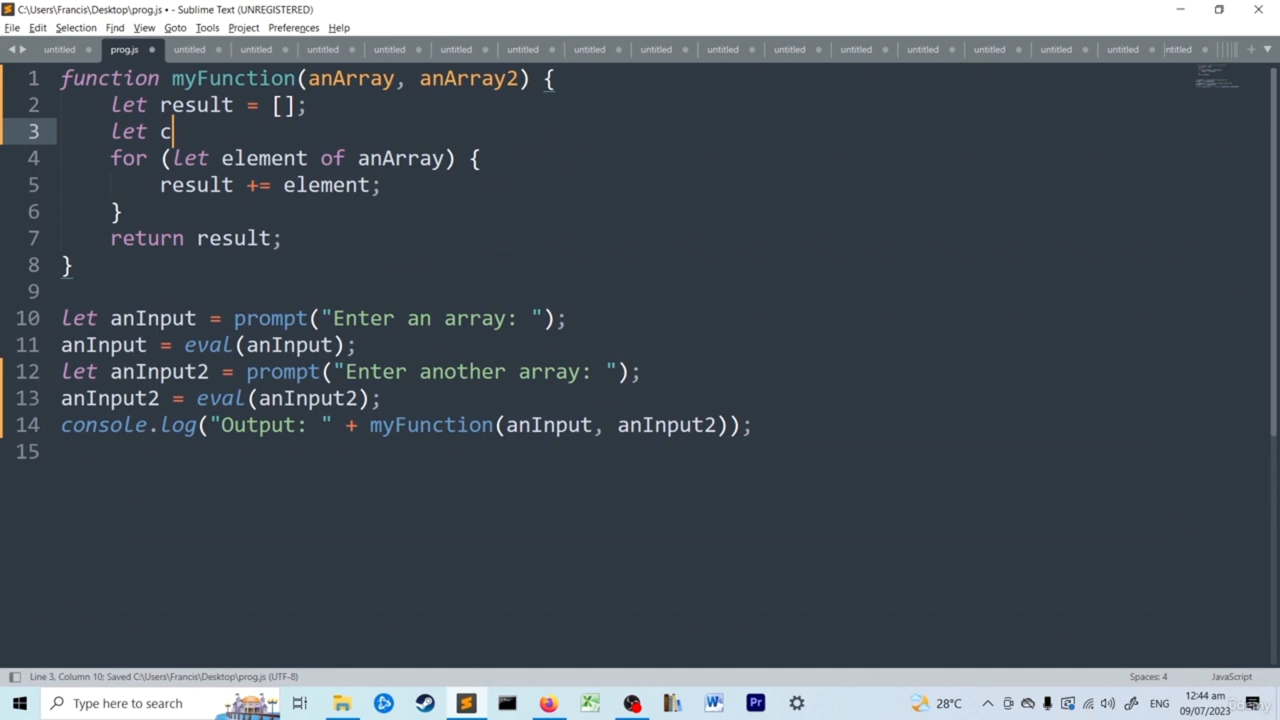 C:\Users\Francis\Desktop\prog.js • - Sublime Text (UNREGISTERED)
File Edit Selection Find View Goto Tools Project Preferences Help
untitled prog.js untitled untitled untitled untitled untitled untitled untitled untitled untitled untitled untitled untitled untitled untitled untitled ntitled
1 function myFunction(anArray, anArray2) {
2 let result = [];
3 let c
4 for (let element of anArray) {
5 result += element;
6 }
7 return result;
8 }
9
10 let anInput = prompt("Enter an array: ");
11 anInput = eval(anInput);
12 let anInput2 = prompt("Enter another array: ");
13 anInput2 = eval(anInput2);
14 console.log("Output: " + myFunction(anInput, anInput2));
15
Line 3, Column 10; Saved C:\Users\Francis\Desktop\prog.js (UTF-8) Spaces: 4 JavaScript
Type here to search 28°C ENG 12:44 am
09/07/2023
ûdemy